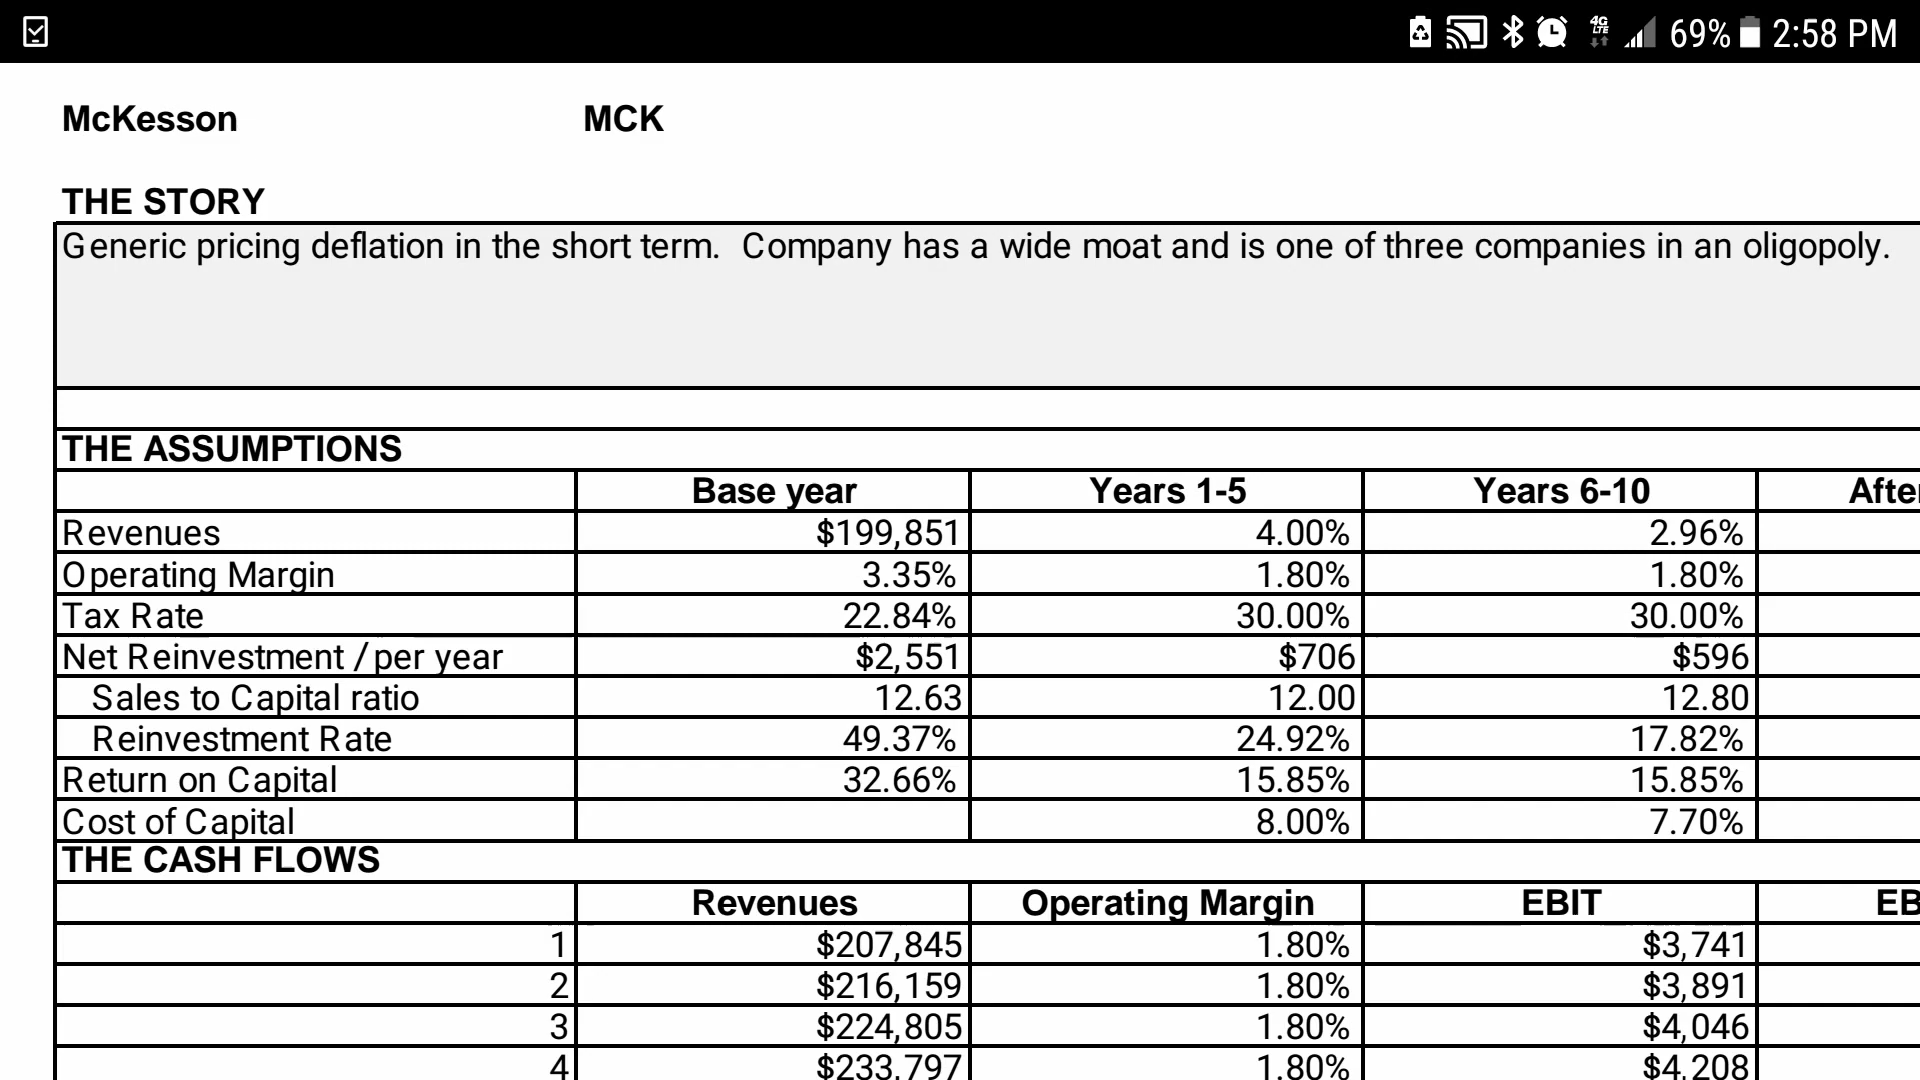 4G LTE 69% 2:58 PM
McKesson MCK
THE STORY
Generic pricing deflation in the short term. Company has a wide moat and is one of three companies in an oligopoly.
THE ASSUMPTIONS
Base year Years 1-5 Years 6-10 Afte
Revenues $199,851 4.00% 2.96%
Operating Margin 3.35% 1.80% 1.80%
Tax Rate 22.84% 30.00% 30.00%
Net Reinvestment / per year $2,551 $706 $596
Sales to Capital ratio 12.63 12.00 12.80
Reinvestment Rate 49.37% 24.92% 17.82%
Return on Capital 32.66% 15.85% 15.85%
Cost of Capital 8.00% 7.70%
THE CASH FLOWS
Revenues Operating Margin EBIT EB
1 $207,845 1.80% $3,741
2 $216,159 1.80% $3,891
3 $224,805 1.80% $4,046
4 $233,797 1.80% $4,208